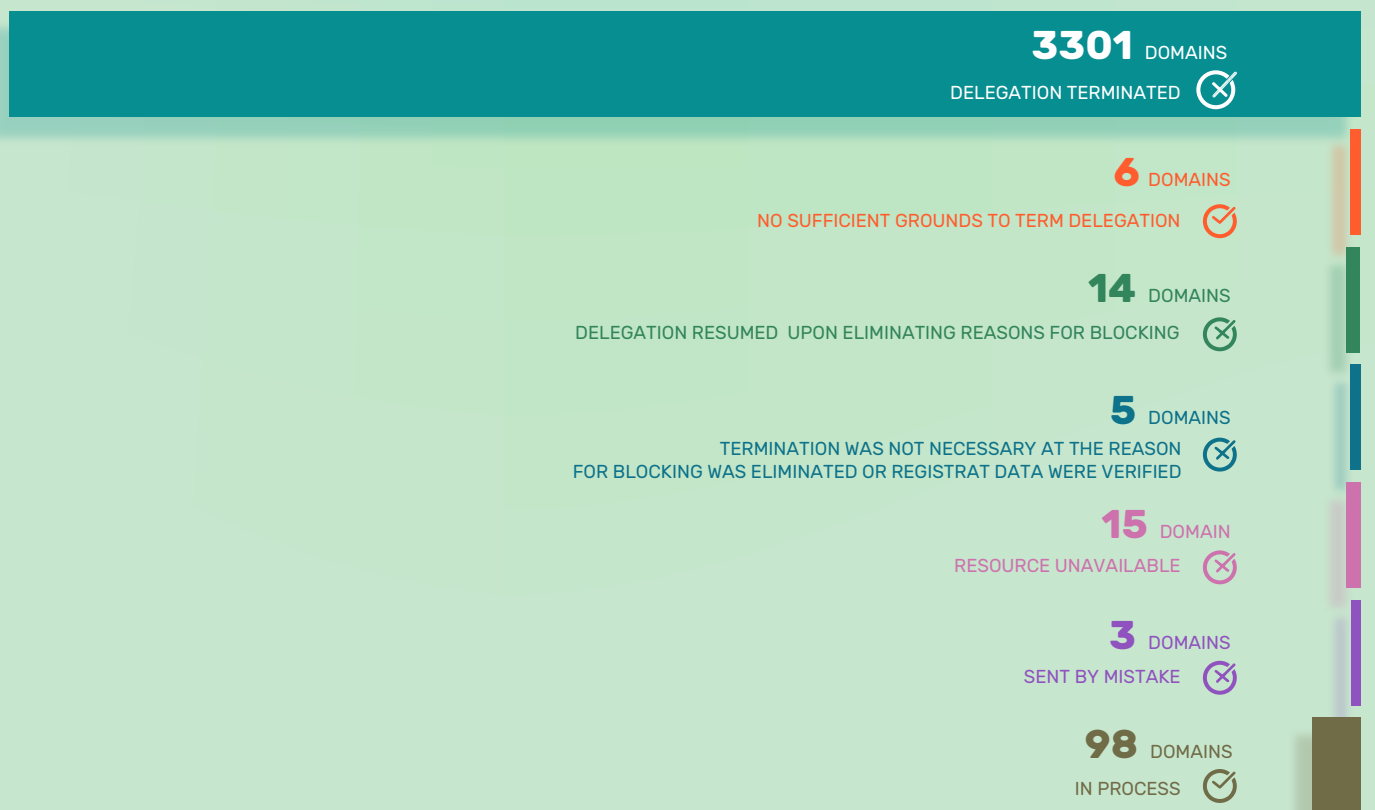 3301 DOMAINS
DELEGATION TERMINATED
6 DOMAINS
NO SUFFICIENT GROUNDS TO TERM DELEGATION
14 DOMAINS
DELEGATION RESUMED UPON ELIMINATING REASONS FOR BLOCKING
5 DOMAINS
TERMINATION WAS NOT NECESSARY AT THE REASON
FOR BLOCKING WAS ELIMINATED OR REGISTRAT DATA WERE VERIFIED
15 DOMAIN
RESOURCE UNAVAILABLE
3 DOMAINS
SENT BY MISTAKE
98 DOMAINS
IN PROCESS